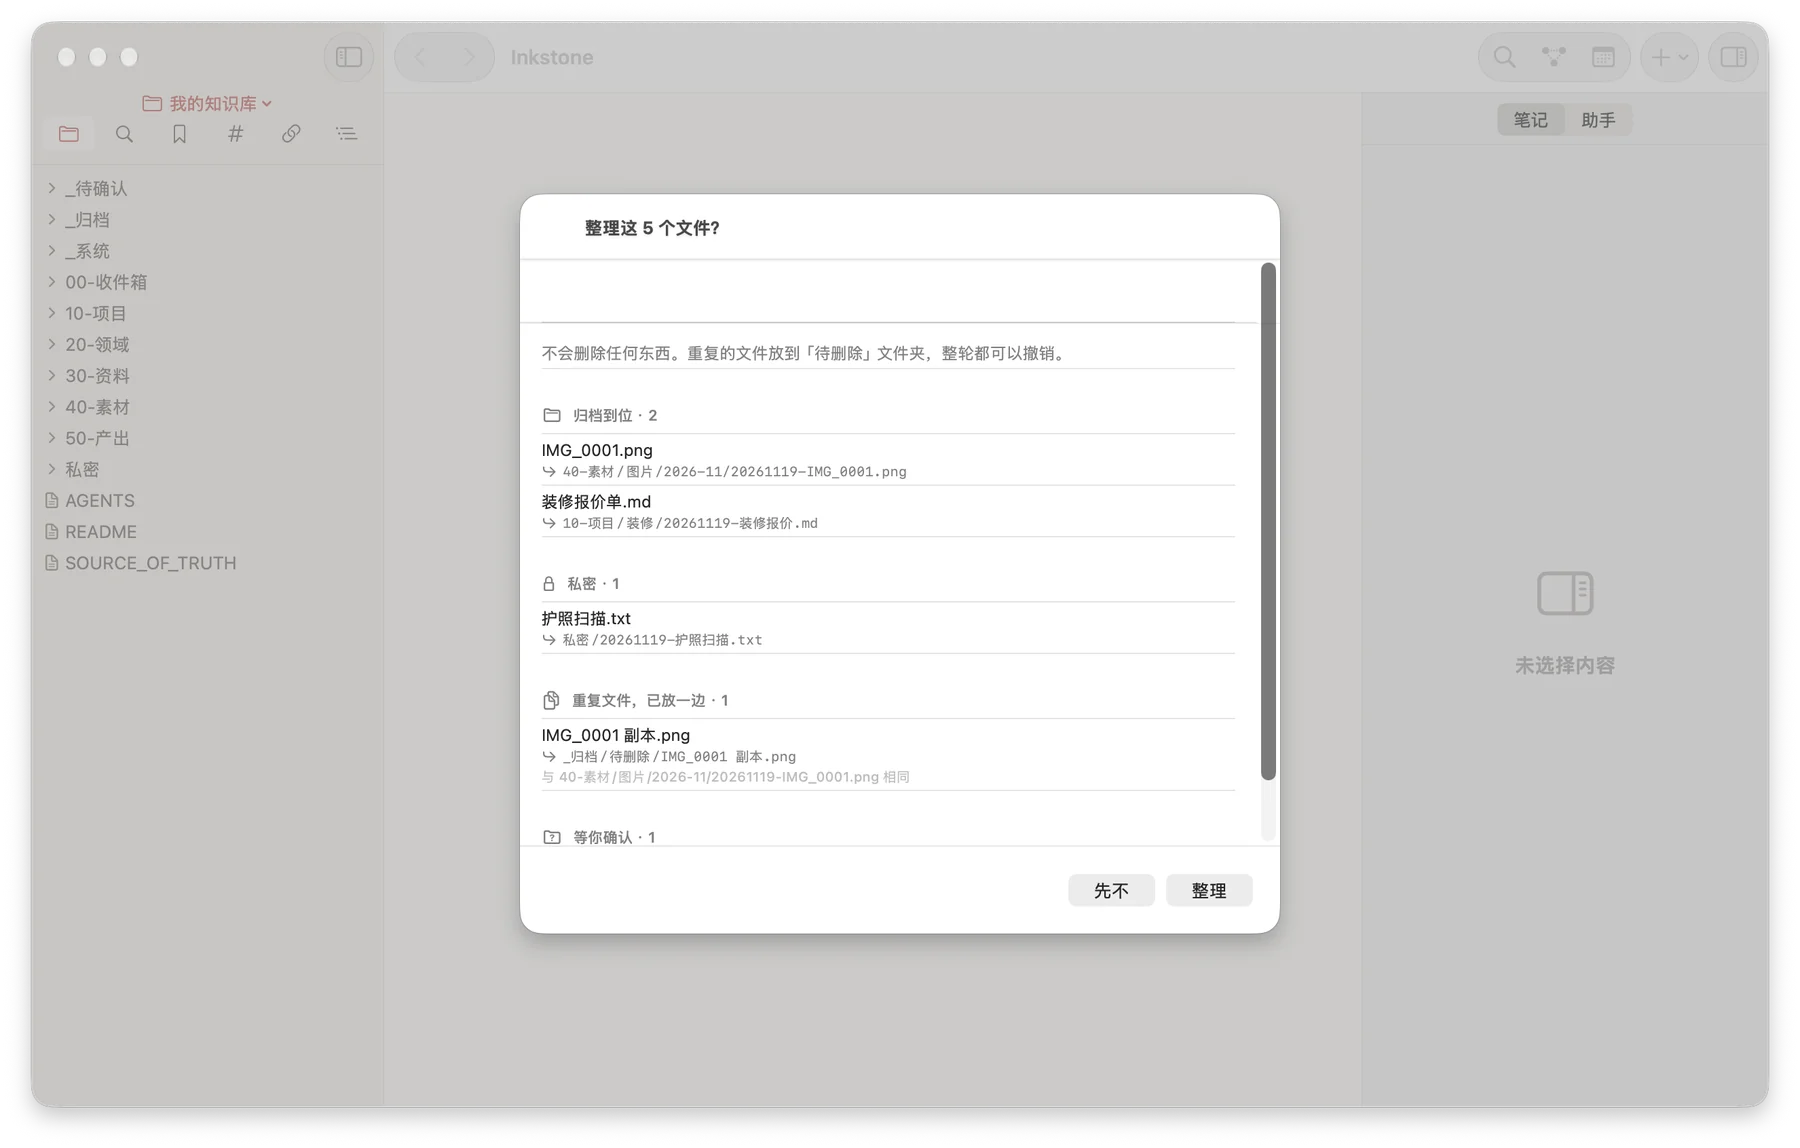 Inkstone
我的知识库
笔记
助手
_待确认
_归档
_系统
00-收件箱
10-项目
20-领域
30-资料
40-素材
50-产出
私密
AGENTS
README
SOURCE_OF_TRUTH
整理这 5 个文件?
不会删除任何东西。重复的文件放到「待删除」文件夹，整轮都可以撤销。
归档到位 · 2
IMG_0001.png
40-素材/图片/2026-11/20261119-IMG_0001.png
装修报价单.md
10-项目/装修/20261119-装修报价.md
私密 · 1
护照扫描.txt
私密/20261119-护照扫描.txt
重复文件，已放一边 · 1
IMG_0001 副本.png
_归档/待删除/IMG_0001 副本.png
与 40-素材/图片/2026-11/20261119-IMG_0001.png 相同
等你确认 · 1
先不
整理
未选择内容